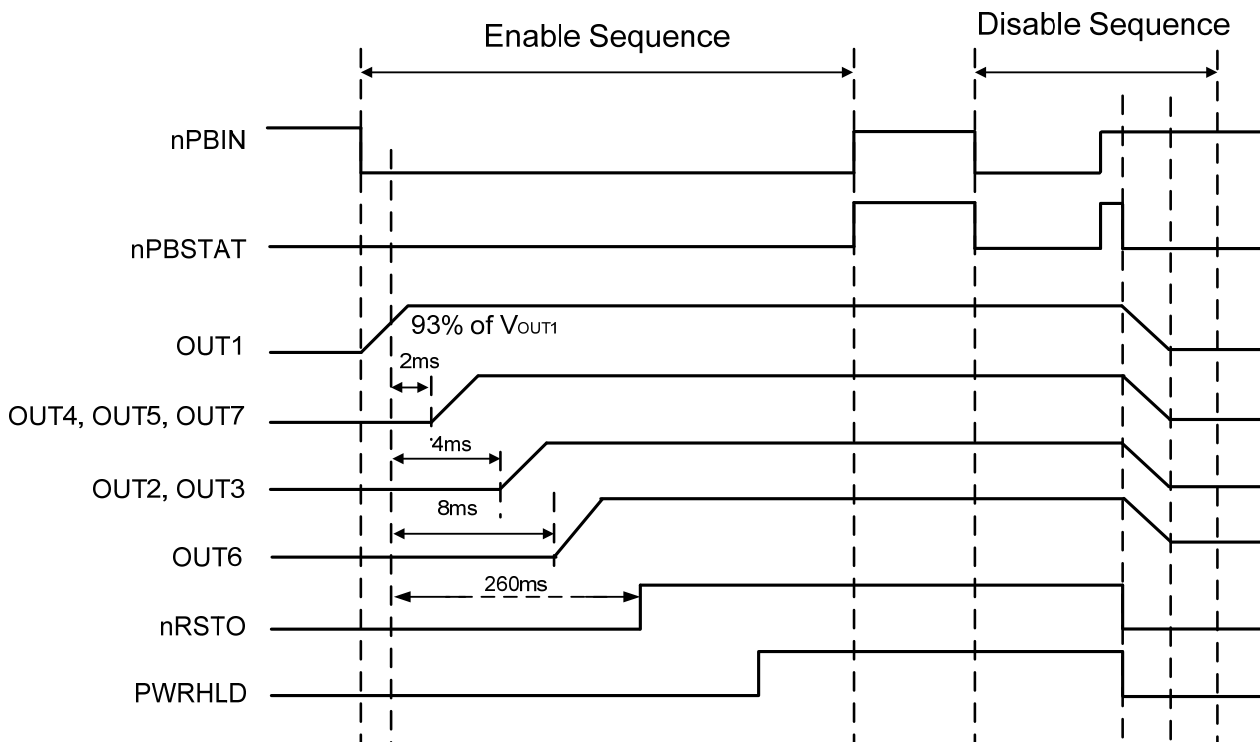 Enable Sequence
Disable Sequence
nPBIN
nPBSTAT
OUT1
93% of VOUT1
2ms
OUT4, OUT5, OUT7
4ms
OUT2, OUT3
8ms
OUT6
260ms
nRSTO
PWRHLD